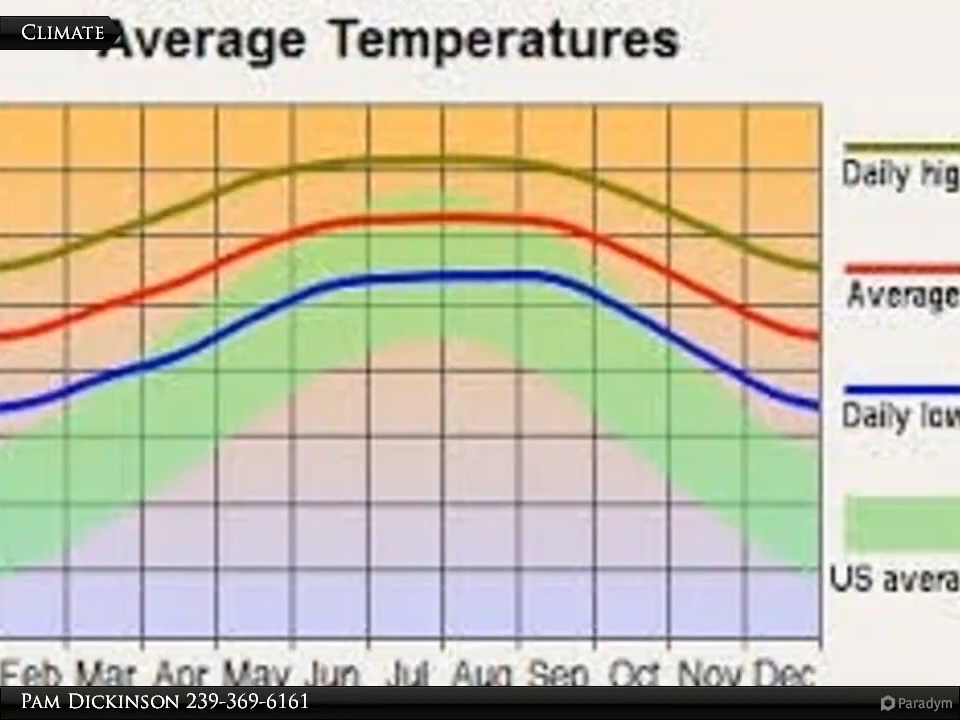 Climate
Average Temperatures
Daily hig
Average
Daily low
US avera
Feb Mar Apr May Jun Jul Aug Sep Oct Nov Dec
Pam Dickinson 239-369-6161
Paradym